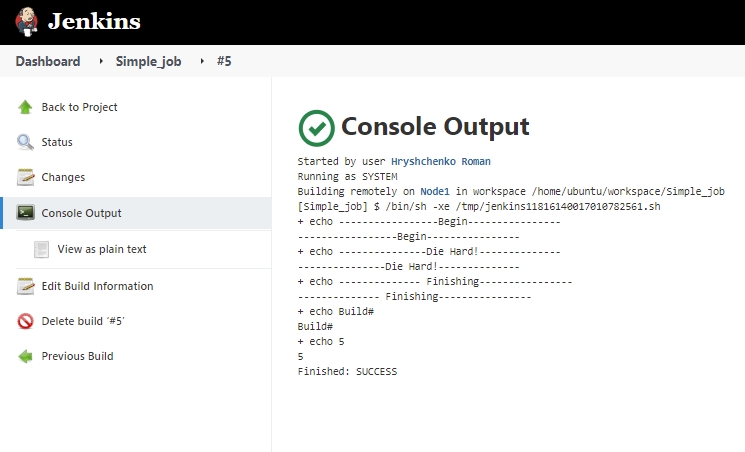 Jenkins
Dashboard Simple_job #5
Back to Project
Status
Changes
Console Output
View as plain text
Edit Build Information
Delete build ‘#5’
Previous Build
Console Output
Started by user Hryshchenko Roman
Running as SYSTEM
Building remotely on Node1 in workspace /home/ubuntu/workspace/Simple_job
[Simple_job] $ /bin/sh -xe /tmp/jenkins11816140017010782561.sh
+ echo ----------------Begin---------------
----------------Begin---------------
+ echo --------------Die Hard!-------------
--------------Die Hard!-------------
+ echo ------------- Finishing---------------
------------- Finishing---------------
+ echo Build#
Build#
+ echo 5
5
Finished: SUCCESS